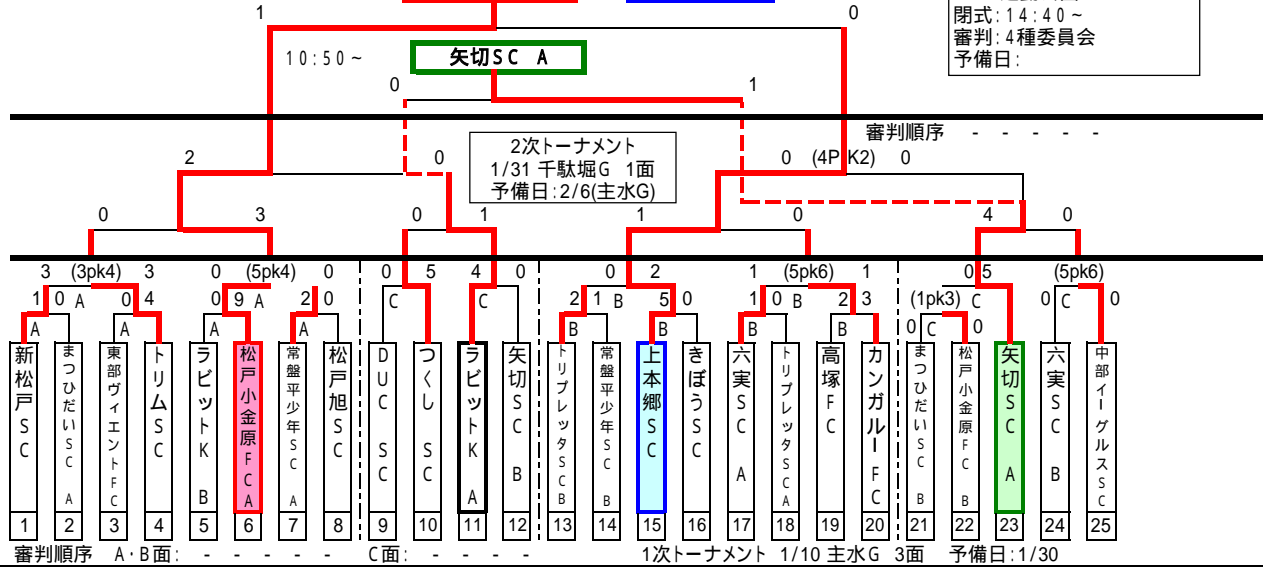 1 0
閉式:14:40~
審判:4種委員会
予備日:
10:50~ 矢切SC A
0 1
審判順序 - - - - -
2次トーナメント
1/31 千駄堀G 1面
予備日:2/6(主水G)
2 0 0 (4PK2) 0
0 3 0 1 1 0 4 0
3 (3pk4) 3 0 (5pk4) 0 0 5 4 0 0 2 1 (5pk6) 1 0 5 (5pk6)
1 0 A 0 4 0 9 A 2 0 C C 2 1 B 5 0 1 0 B 2 3 (1pk3) C 0 C 0
A A A A B B B B 0 C 0
新松戸SC
まつひだいSC A
東部ヴィエントFC
トリムSC
ラビットK B
松戸小金原FCA
常盤平少年SC A
松戸旭SC
DUC SC
つくし SC
ラビットK A
矢切SC B
トリプレッタSCB
常盤平少年SC B
上本郷SC
きぼうSC
六実SC A
トリプレッタSCA
高塚FC
カンガルーFC
まつひだいSC B
松戸小金原FC B
矢切SC A
六実SC B
中部イーグルスSC
1 2 3 4 5 6 7 8 9 10 11 12 13 14 15 16 17 18 19 20 21 22 23 24 25
審判順序 A・B面: - - - - - - C面: - - - - 1次トーナメント 1/10 主水G 3面 予備日:1/30